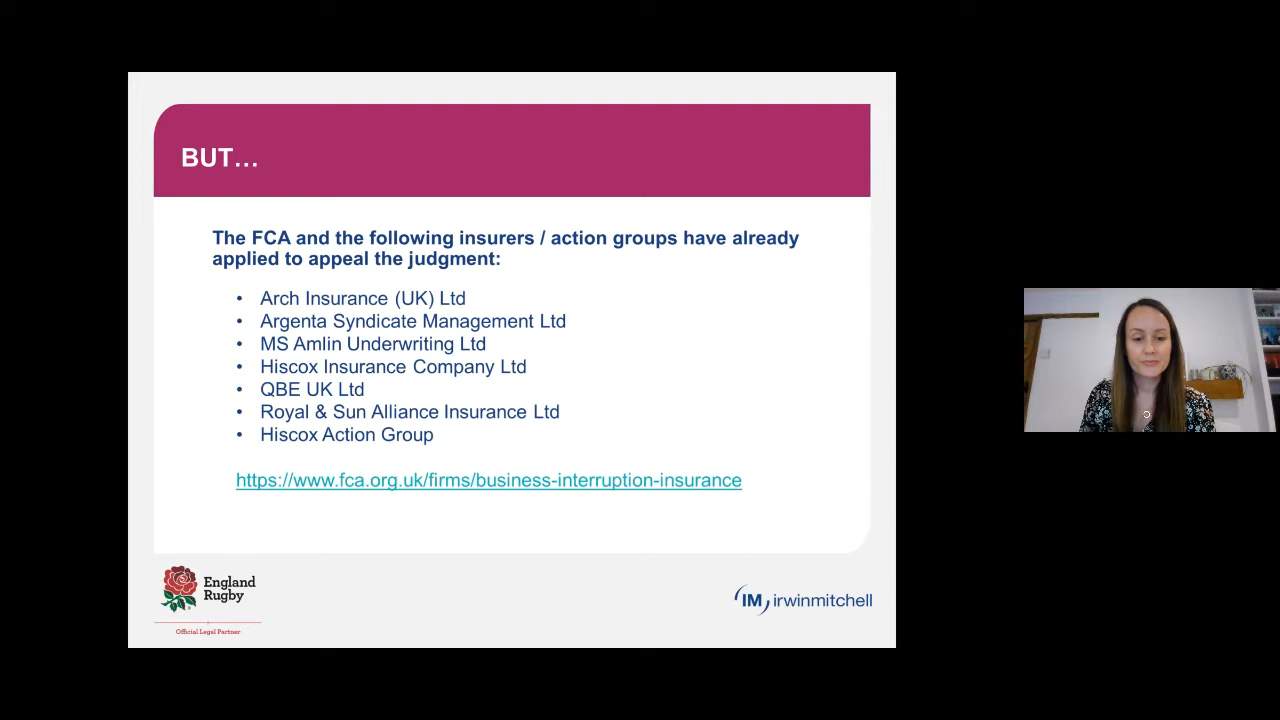 BUT...
The FCA and the following insurers / action groups have already
applied to appeal the judgment:
• Arch Insurance (UK) Ltd
• Argenta Syndicate Management Ltd
• MS Amlin Underwriting Ltd
• Hiscox Insurance Company Ltd
• QBE UK Ltd
• Royal & Sun Alliance Insurance Ltd
• Hiscox Action Group
https://www.fca.org.uk/firms/business-interruption-insurance
England
Rugby
Official Legal Partner
IM irwinmitchell